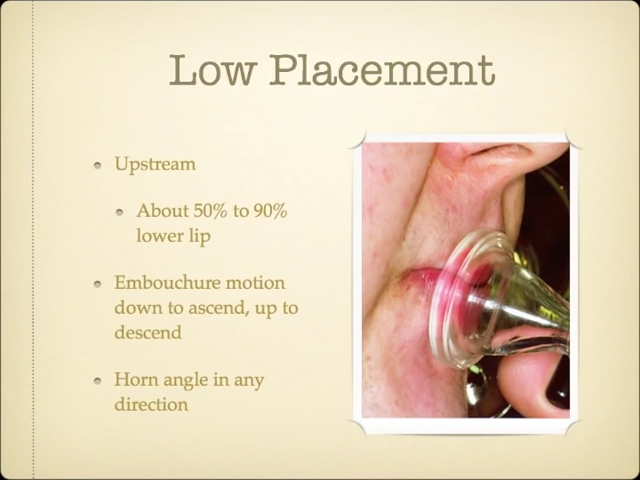 Low Placement
Upstream
About 50% to 90%
lower lip
Embouchure motion
down to ascend, up to
descend
Horn angle in any
direction